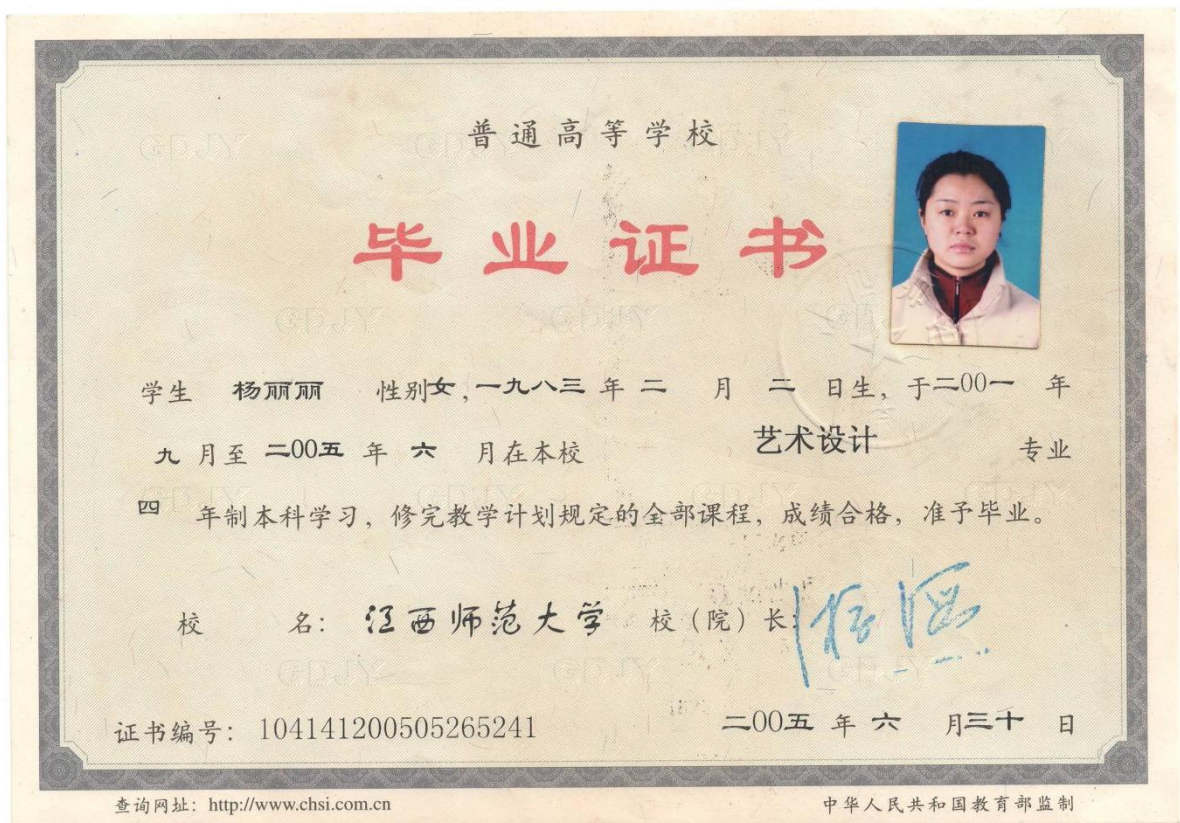 普通高等学校
毕业证书
学生 杨丽丽 性别女,一九八三 年 二 月 二 日生, 于二00一 年
九 月至 二00五 年 六 月在本校 艺术设计 专业
四 年制本科学习, 修完教学计划规定的全部课程, 成绩合格, 准予毕业。
校 名: 江西师范大学 校(院)长:
证书编号: 104141200505265241 二00五 年 六 月三十 日
查询网址: http://www.chsi.com.cn 中华人民共和国教育部监制